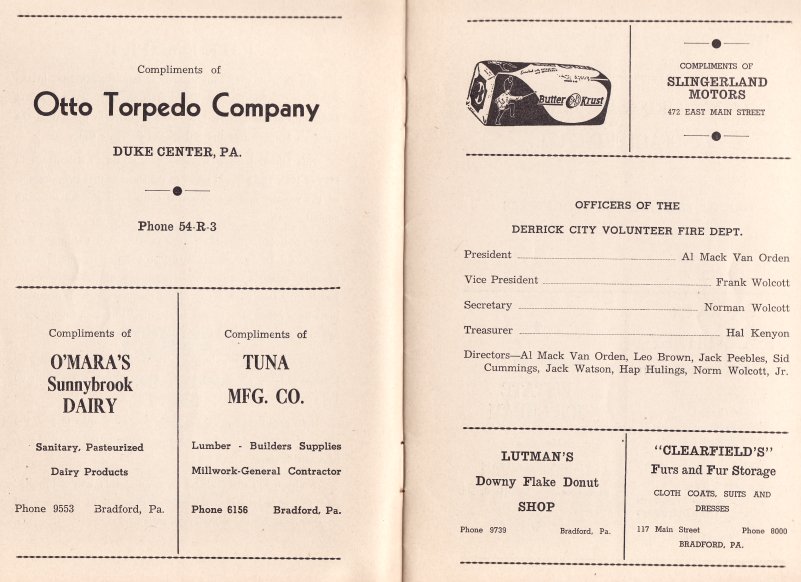 Compliments of
Otto Torpedo Company
DUKE CENTER, PA.
Phone 54-R-3
Compliments of
O'MARA'S
Sunnybrook
DAIRY
Sanitary, Pasteurized
Dairy Products
Phone 9553 Bradford, Pa.
Compliments of
TUNA
MFG. CO.
Lumber - Builders Supplies
Millwork-General Contractor
Phone 6156 Bradford, Pa.
Butter Krust
COMPLIMENTS OF
SLINGERLAND
MOTORS
472 EAST MAIN STREET
OFFICERS OF THE
DERRICK CITY VOLUNTEER FIRE DEPT.
President Al Mack Van Orden
Vice President Frank Wolcott
Secretary Norman Wolcott
Treasurer Hal Kenyon
Directors—Al Mack Van Orden, Leo Brown, Jack Peebles, Sid
Cummings, Jack Watson, Hap Hulings, Norm Wolcott, Jr.
LUTMAN'S
Downy Flake Donut
SHOP
Phone 9739 Bradford, Pa.
"CLEARFIELD'S"
Furs and Fur Storage
CLOTH COATS, SUITS AND
DRESSES
117 Main Street Phone 8000
BRADFORD, PA.